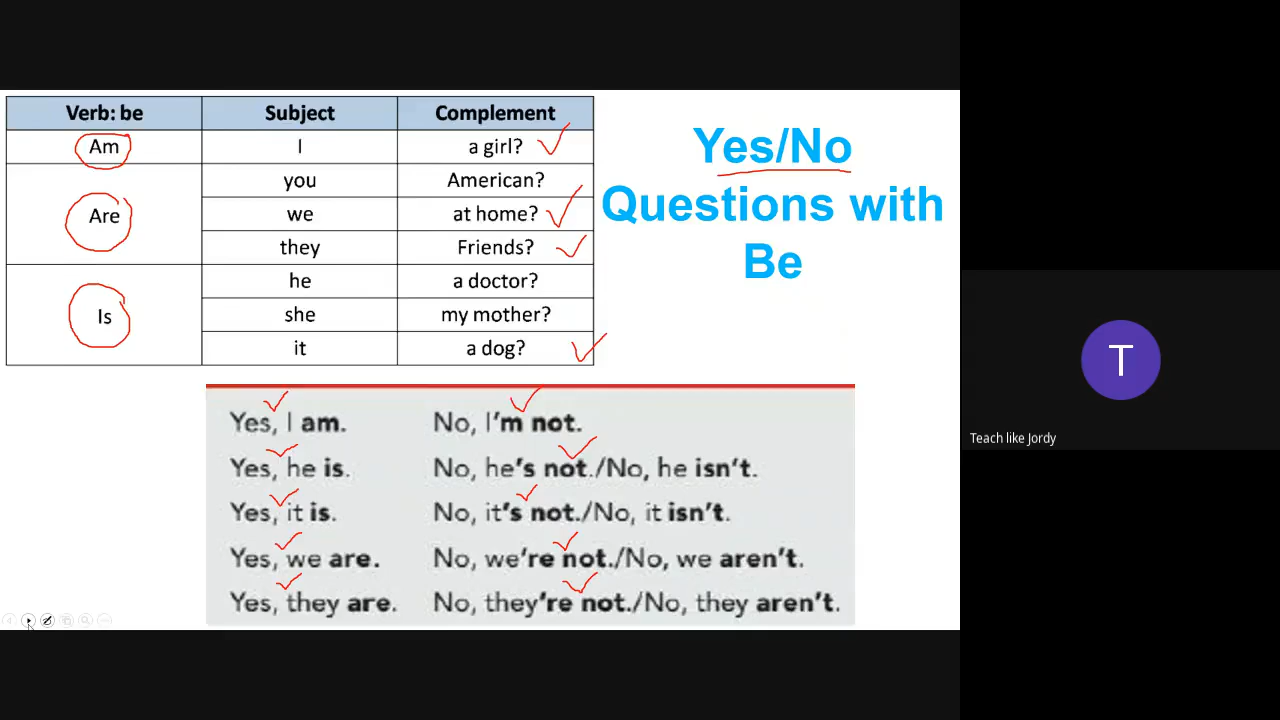 Verb: be Subject Complement
Am I a girl?
you American?
Are we at home?
they Friends?
he a doctor?
Is she my mother?
it a dog?
Yes/No
Questions with
Be
Yes, I am. No, I'm not.
Yes, he is. No, he's not./No, he isn't.
Yes, it is. No, it's not./No, it isn't.
Yes, we are. No, we're not./No, we aren't.
Yes, they are. No, they're not./No, they aren't.
T
Teach like Jordy